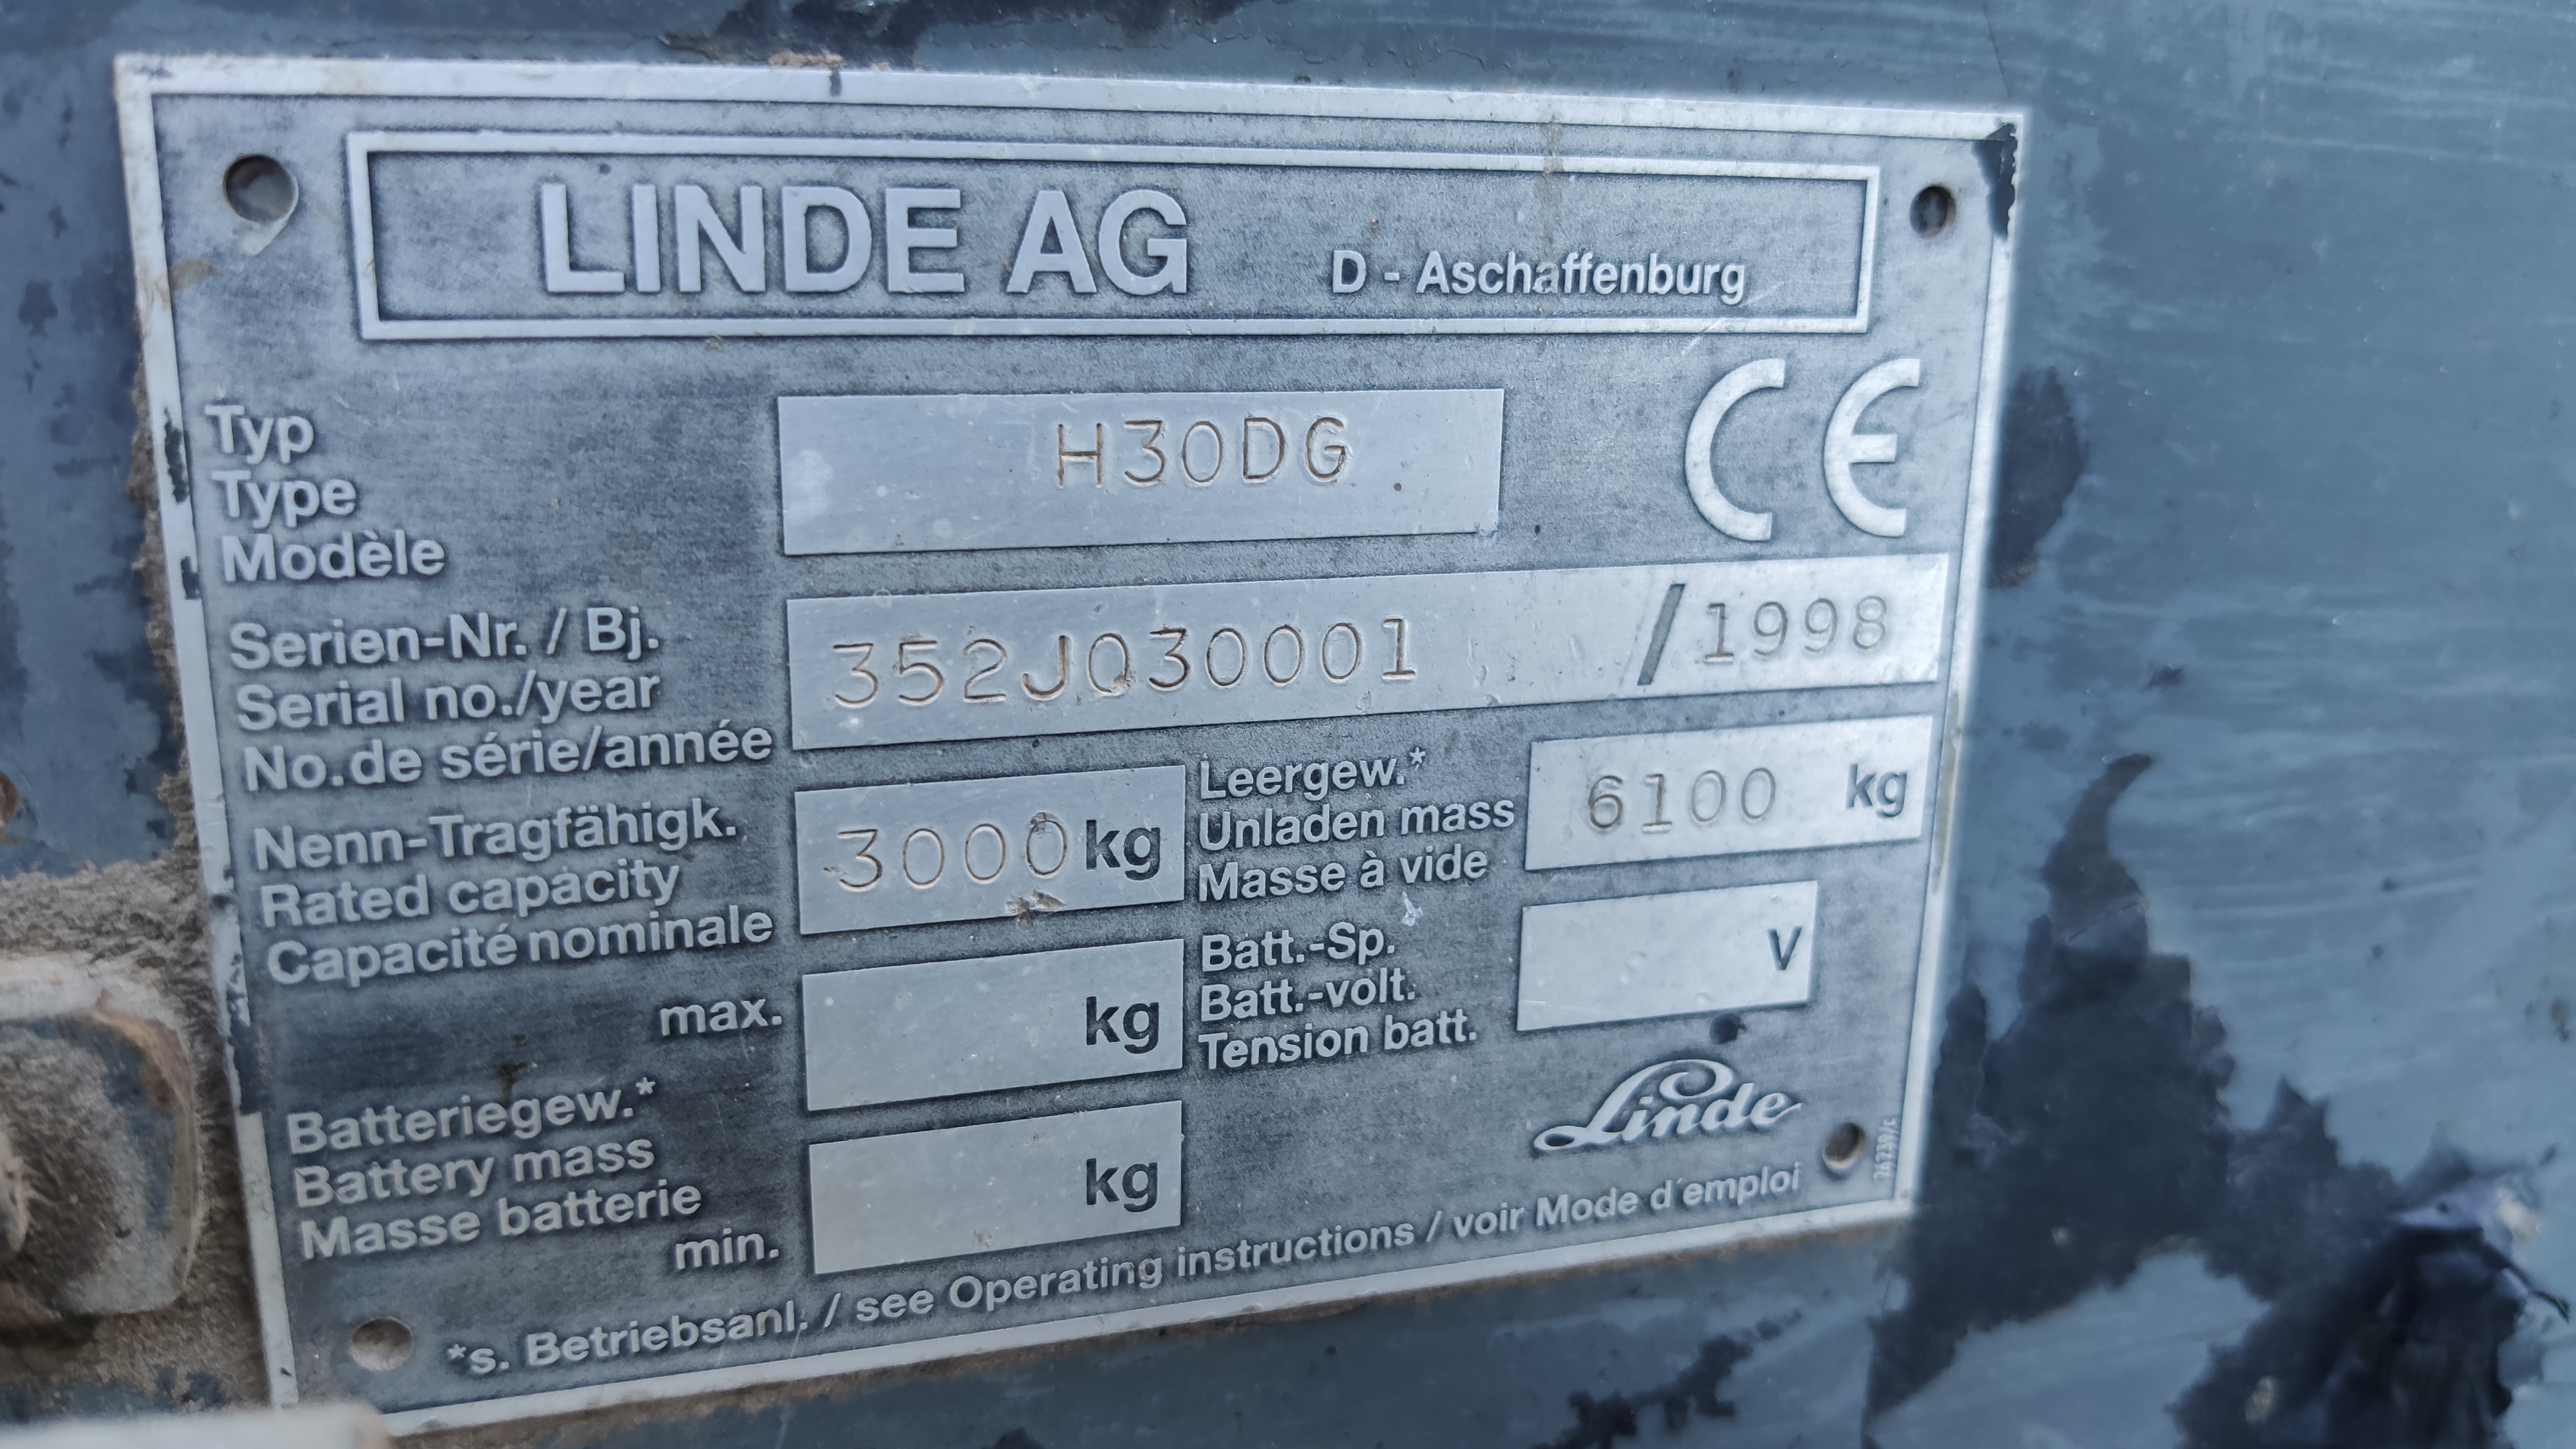 LINDE AG D - Aschaffenburg
Typ
Type
Modèle
H30DG
CE
Serien-Nr. / Bj.
Serial no./year
No.de série/année
352J030001 / 1998
Nenn-Tragfähigk.
Rated capacity
Capacité nominale
3000 kg
Leergew.*
Unladen mass
Masse à vide
6100 kg
max.
kg
Batt.-Sp.
Batt.-volt.
Tension batt.
V
Batteriegew.*
Battery mass
Masse batterie
min.
kg
Linde
*s. Betriebsanl. / see Operating instructions / voir Mode d'emploi